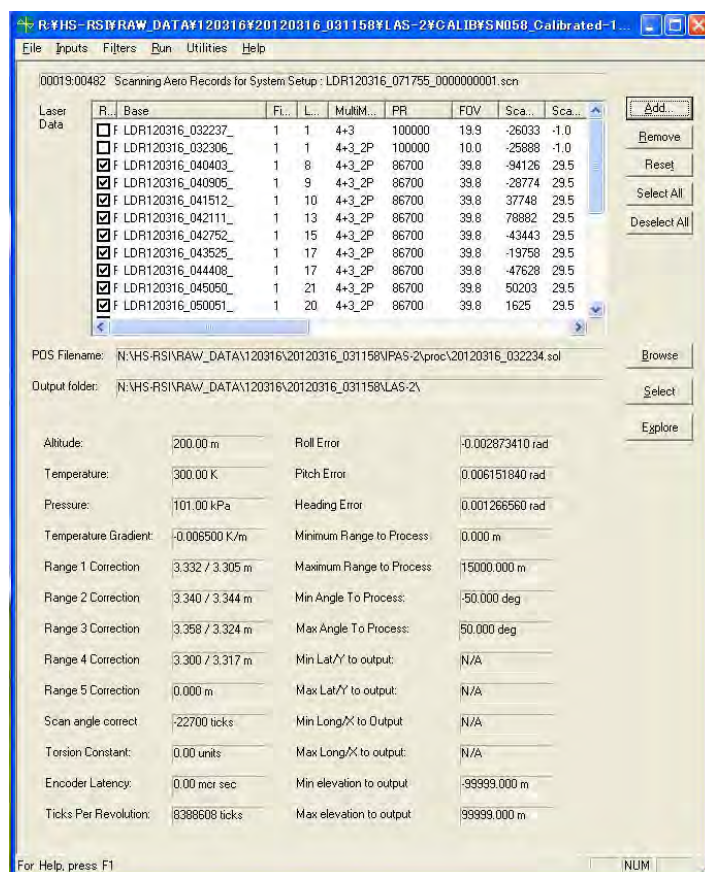 R:¥HS-RSI¥RAW_DATA¥120316¥20120316_031158¥LAS-2¥CALIB¥SN058_Calibrated-1...
File Inputs Filters Run Utilities Help
00019:00482 Scanning Aero Records for System Setup : LDR120316_071755_0000000001.scn
Laser Data
R... Base Fi... L... MultiM... PR FOV Sca... Sca...
F LDR120316_032237_ 1 1 4+3 100000 19.9 -26033 -1.0
F LDR120316_032306_ 1 1 4+3_2P 100000 10.0 -25888 -1.0
F LDR120316_040403_ 1 8 4+3_2P 86700 39.8 -94126 29.5
F LDR120316_040905_ 1 9 4+3_2P 86700 39.8 -28774 29.5
F LDR120316_041512_ 1 10 4+3_2P 86700 39.8 37748 29.5
F LDR120316_042111_ 1 13 4+3_2P 86700 39.8 78882 29.5
F LDR120316_042752_ 1 15 4+3_2P 86700 39.8 -43443 29.5
F LDR120316_043525_ 1 17 4+3_2P 86700 39.8 -19758 29.5
F LDR120316_044408_ 1 17 4+3_2P 86700 39.8 -47628 29.5
F LDR120316_045050_ 1 21 4+3_2P 86700 39.8 50203 29.5
F LDR120316_050051_ 1 20 4+3_2P 86700 39.8 1625 29.5
Add...
Remove
Reset
Select All
Deselect All
POS Filename: N:\HS-RSI\RAW_DATA\120316\20120316_031158\IPAS-2\proc\20120316_032234.sol Browse
Output folder: N:\HS-RSI\RAW_DATA\120316\20120316_031158\LAS-2\ Select
Explore
Altitude: 200.00 m Roll Error -0.002873410 rad
Temperature: 300.00 K Pitch Error 0.006151840 rad
Pressure: 101.00 kPa Heading Error 0.001266560 rad
Temperature Gradient: -0.006500 K/m Minimum Range to Process 0.000 m
Range 1 Correction 3.332 / 3.305 m Maximum Range to Process 15000.000 m
Range 2 Correction 3.340 / 3.344 m Min Angle To Process: -50.000 deg
Range 3 Correction 3.358 / 3.324 m Max Angle To Process: 50.000 deg
Range 4 Correction 3.300 / 3.317 m Min Lat/Y to output: N/A
Range 5 Correction 0.000 m Max Lat/Y to output: N/A
Scan angle correct -22700 ticks Min Long/X to Output N/A
Torsion Constant: 0.00 units Max Long/X to output: N/A
Encoder Latency: 0.00 mcr sec Min elevation to output -99999.000 m
Ticks Per Revolution: 8388608 ticks Max elevation to output 99999.000 m
For Help, press F1 NUM